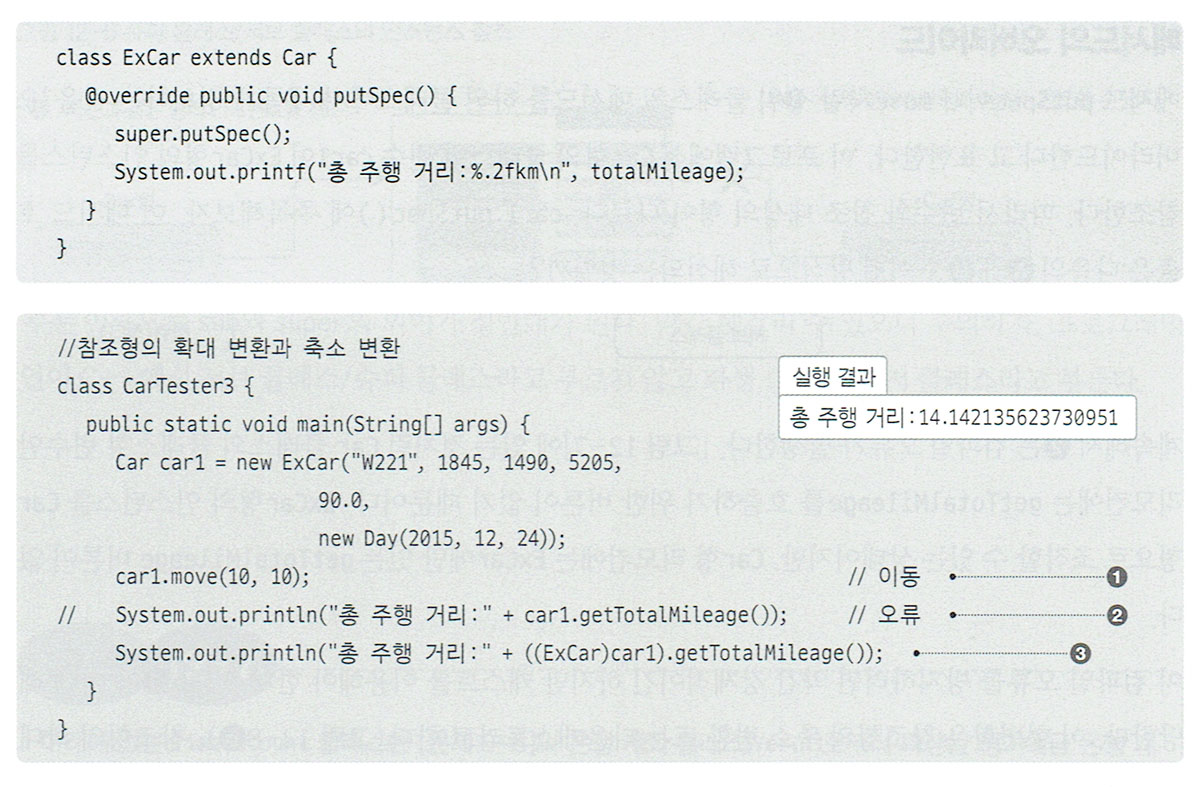 class ExCar extends Car {
@override public void putSpec() {
super.putSpec();
System.out.printf("총 주행 거리:%.2fkm\n", totalMileage);
}
}
//참조형의 확대 변환과 축소 변환
class CarTester3 {
public static void main(String[] args) {
Car car1 = new ExCar("W221", 1845, 1490, 5205,
90.0,
new Day(2015, 12, 24));
car1.move(10, 10); // 이동 ❶
// System.out.println("총 주행 거리:" + car1.getTotalMileage()); // 오류 ❷
System.out.println("총 주행 거리:" + ((ExCar)car1).getTotalMileage()); ❸
}
}
실행 결과
총 주행 거리:14.142135623730951